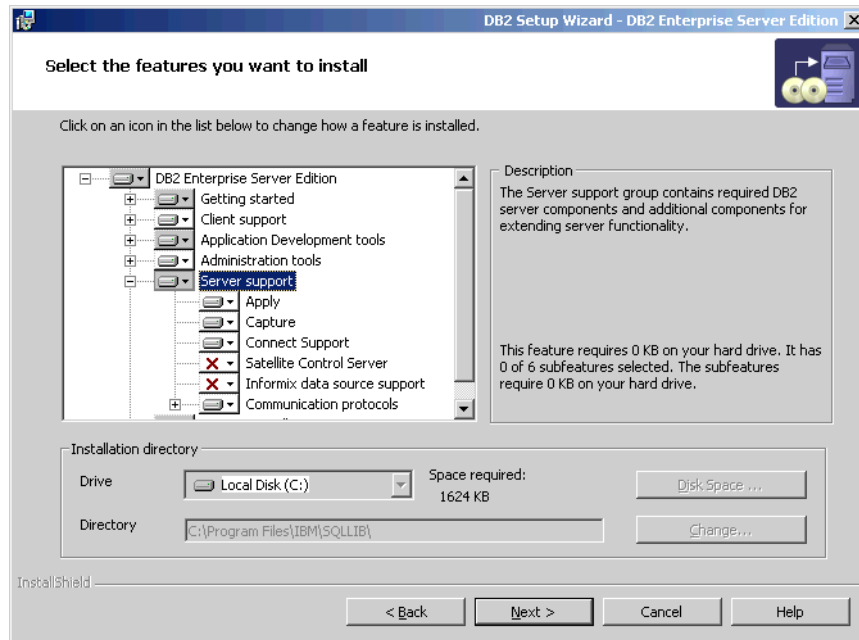 DB2 Setup Wizard - DB2 Enterprise Server Edition
Select the features you want to install
Click on an icon in the list below to change how a feature is installed.
DB2 Enterprise Server Edition
Getting started
Client support
Application Development tools
Administration tools
Server support
Apply
Capture
Connect Support
Satellite Control Server
Informix data source support
Communication protocols
Description
The Server support group contains required DB2
server components and additional components for
extending server functionality.
This feature requires 0 KB on your hard drive. It has
0 of 6 subfeatures selected. The subfeatures
require 0 KB on your hard drive.
Installation directory
Drive
Local Disk (C:)
Space required:
1624 KB
Disk Space ...
Directory
C:\Program Files\IBM\SQLLIB\
Change...
InstallShield
< Back
Next >
Cancel
Help